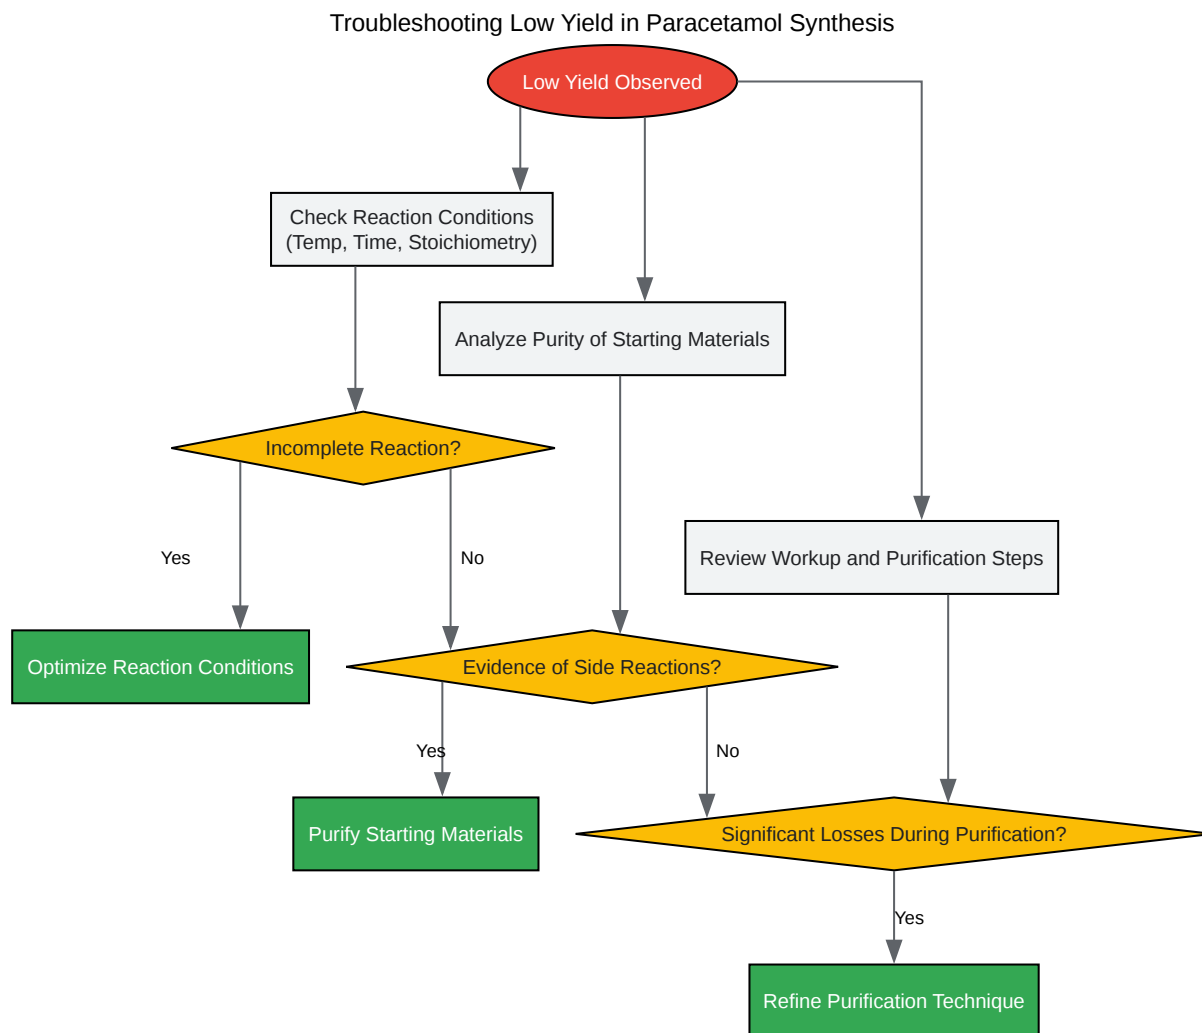 Troubleshooting Low Yield in Paracetamol Synthesis
Low Yield Observed
Check Reaction Conditions
(Temp, Time, Stoichiometry)
Analyze Purity of Starting Materials
Incomplete Reaction?
Yes
No
Review Workup and Purification Steps
Optimize Reaction Conditions
Evidence of Side Reactions?
Yes
No
Purify Starting Materials
Significant Losses During Purification?
Yes
Refine Purification Technique